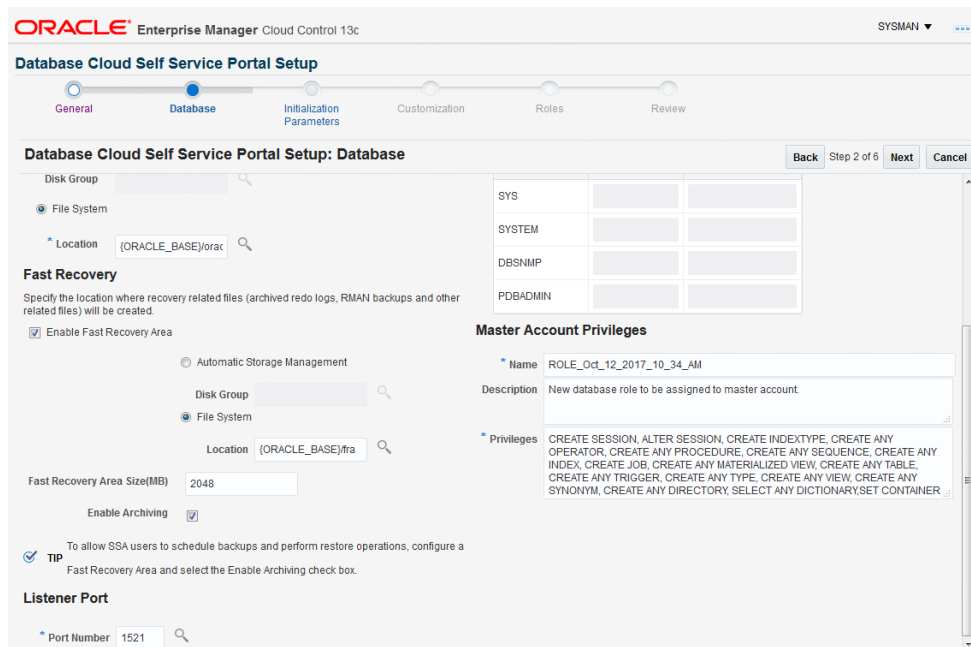 ORACLE® Enterprise Manager Cloud Control 13c
SYSMAN ▼
Database Cloud Self Service Portal Setup
General
Database
Initialization
Parameters
Customization
Roles
Review
Database Cloud Self Service Portal Setup: Database
Back Step 2 of 6 Next Cancel
Disk Group
File System
* Location {ORACLE_BASE}/orac
Fast Recovery
Specify the location where recovery related files (archived redo logs, RMAN backups and other
related files) will be created.
Enable Fast Recovery Area
Automatic Storage Management
Disk Group
File System
Location {ORACLE_BASE}/fra
Fast Recovery Area Size(MB) 2048
Enable Archiving
TIP To allow SSA users to schedule backups and perform restore operations, configure a
Fast Recovery Area and select the Enable Archiving check box.
Listener Port
* Port Number 1521
SYS
SYSTEM
DBSNMP
PDBADMIN
Master Account Privileges
* Name ROLE_Oct_12_2017_10_34_AM
Description New database role to be assigned to master account.
* Privileges CREATE SESSION, ALTER SESSION, CREATE INDEXTYPE, CREATE ANY
OPERATOR, CREATE ANY PROCEDURE, CREATE ANY SEQUENCE, CREATE ANY
INDEX, CREATE JOB, CREATE ANY MATERIALIZED VIEW, CREATE ANY TABLE,
CREATE ANY TRIGGER, CREATE ANY TYPE, CREATE ANY VIEW, CREATE ANY
SYNONYM, CREATE ANY DIRECTORY, SELECT ANY DICTIONARY,SET CONTAINER